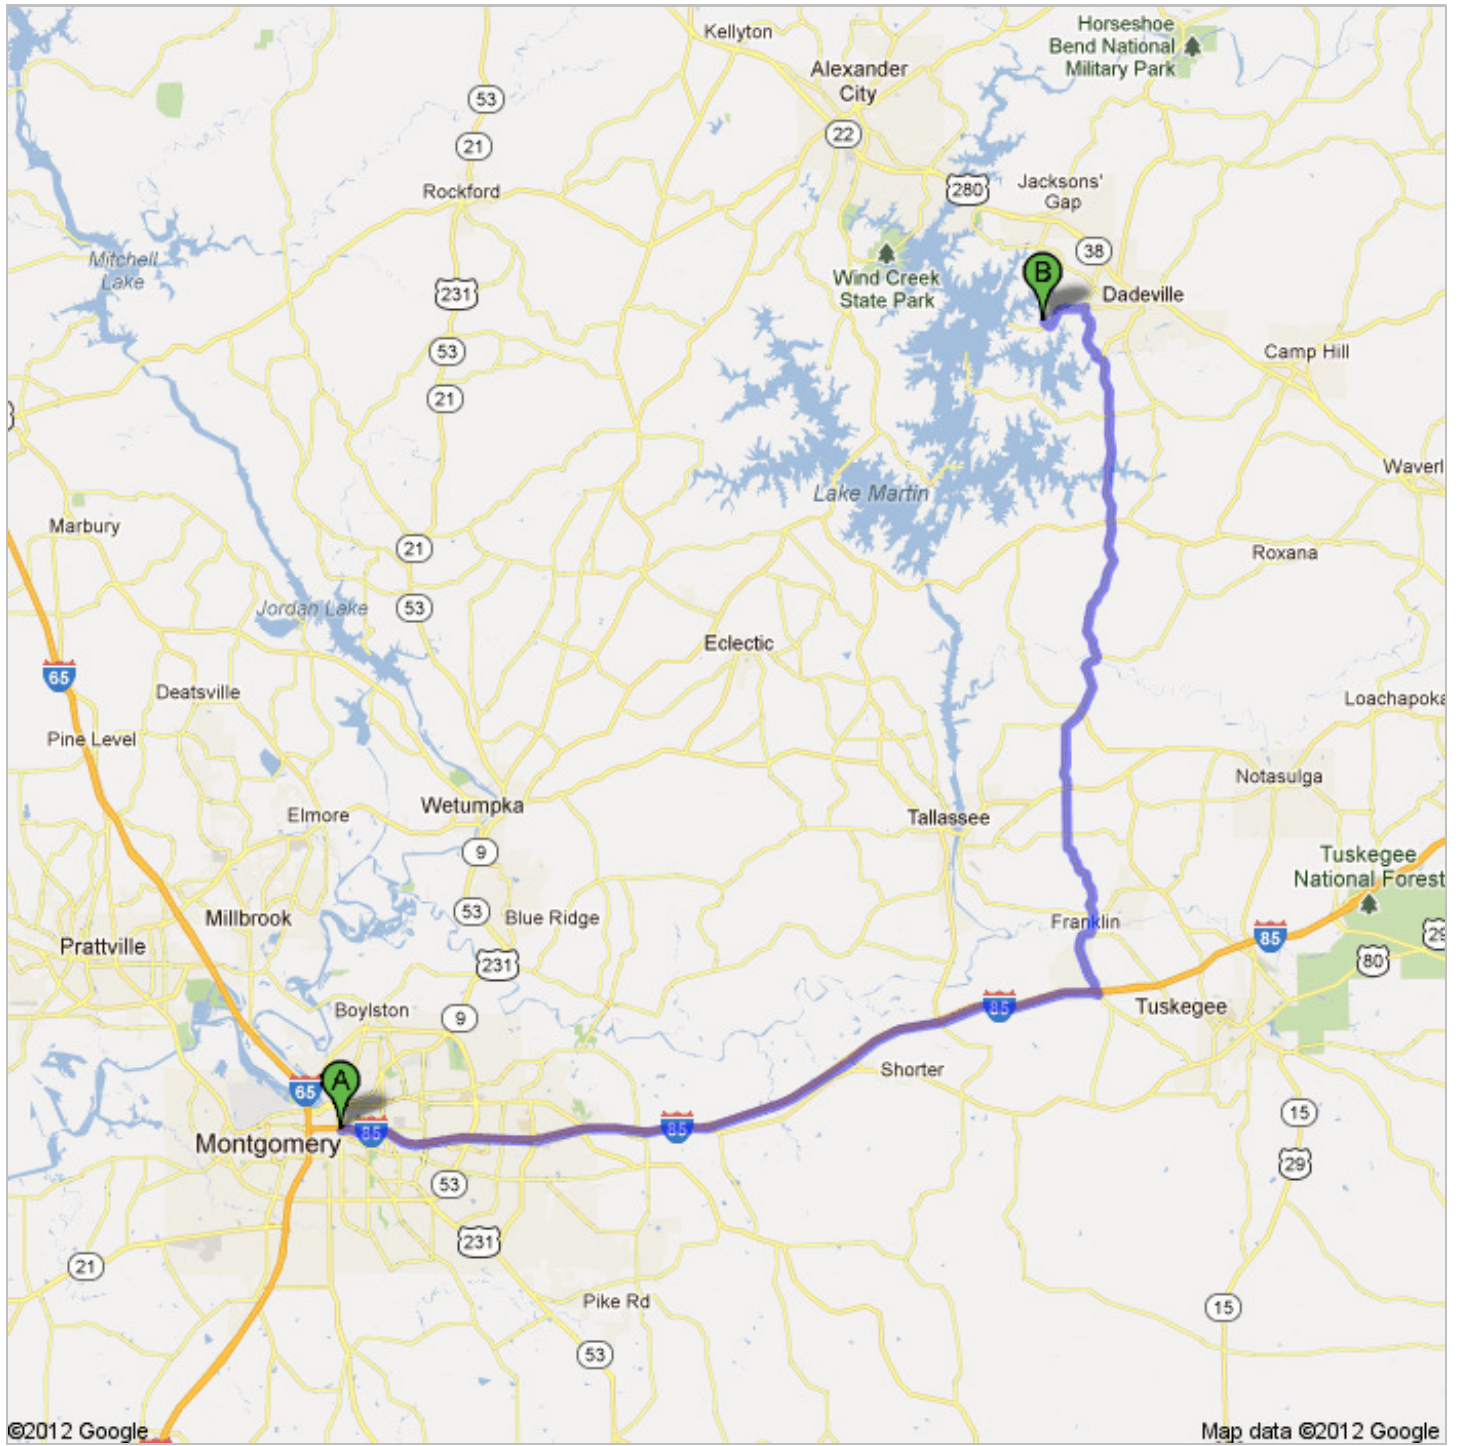 Kellyton
Horseshoe
Bend National
Military Park
Alexander
City
53
22
21
Rockford
280
Jacksons'
Gap
38
Mitchell
Lake
Wind Creek
State Park
B
231
Dadeville
53
Camp Hill
21
Waverl
Lake Martin
Marbury
21
Roxana
Jordan Lake
53
Eclectic
65
Deatsville
Loachapoka
Pine Level
Notasulga
Wetumpka
Elmore
Tallassee
9
Tuskegee
National Forest
Millbrook
53
Blue Ridge
Franklin
Prattville
85
29
231
80
Boylston
9
85
Tuskegee
Shorter
65
A
15
Montgomery
85
85
29
53
231
21
Pike Rd
15
53
©2012 Google
Map data ©2012 Google